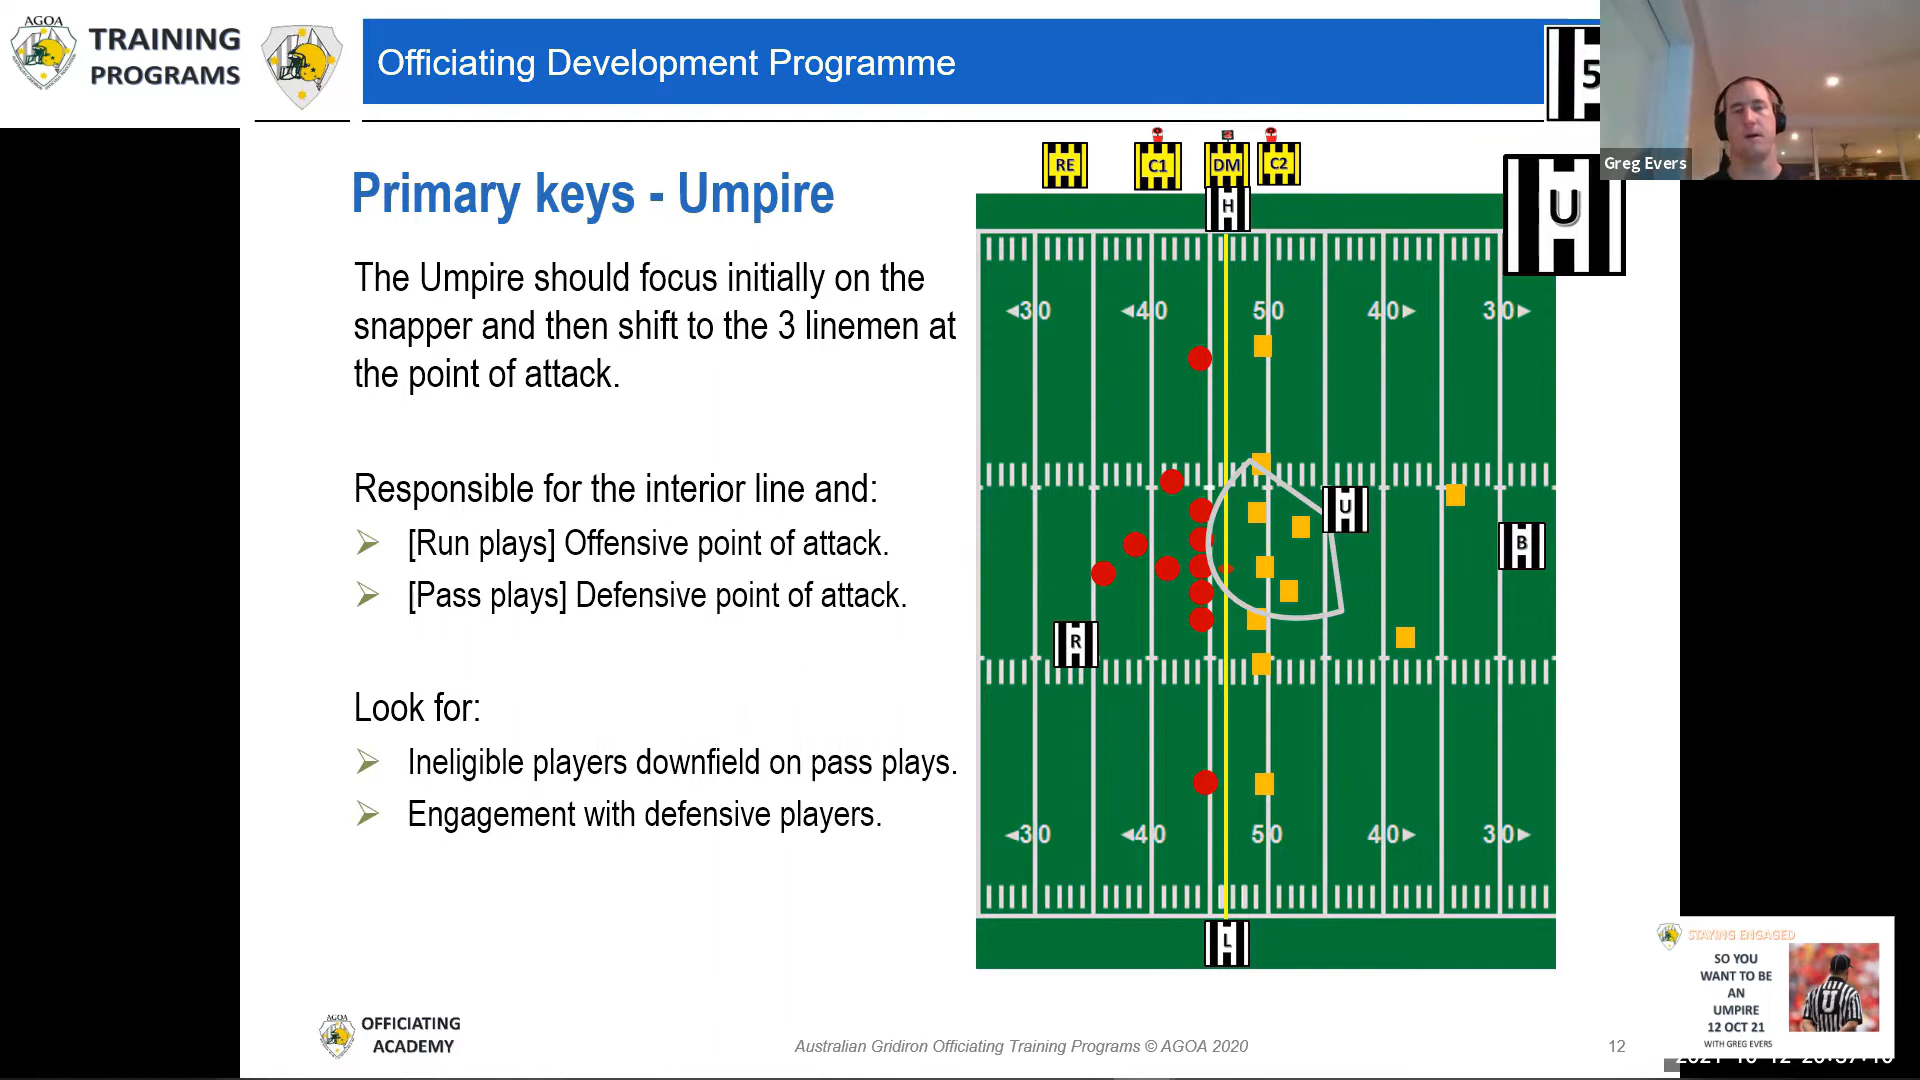 AGOA
TRAINING
PROGRAMS
Officiating Development Programme
5
Greg Evers
RE
C1
DM
C2
H
U
Primary keys - Umpire
The Umpire should focus initially on the
snapper and then shift to the 3 linemen at
the point of attack.
Responsible for the interior line and:
[Run plays] Offensive point of attack.
[Pass plays] Defensive point of attack.
Look for:
Ineligible players downfield on pass plays.
Engagement with defensive players.
◄30 ◄40 50 40► 30►
U
B
R
◄30 ◄40 50 40► 30►
L
AGOA
OFFICIATING
ACADEMY
Australian Gridiron Officiating Training Programs © AGOA 2020
12
STAYING ENGAGED
SO YOU
WANT TO BE
AN
UMPIRE
12 OCT 21
WITH GREG EVERS
U